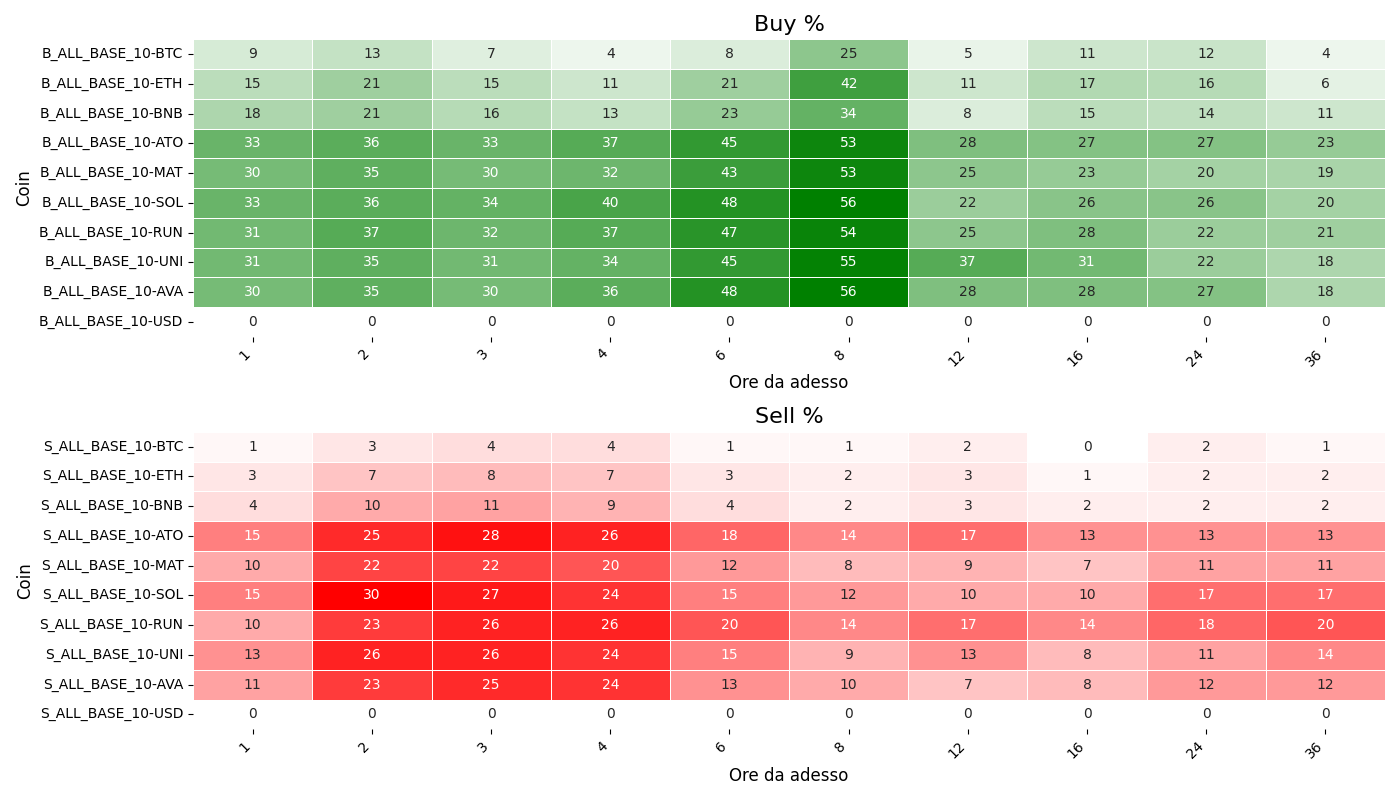 Buy %
Coin
B_ALL_BASE_10-BTC 9 13 7 4 8 25 5 11 12 4
B_ALL_BASE_10-ETH 15 21 15 11 21 42 11 17 16 6
B_ALL_BASE_10-BNB 18 21 16 13 23 34 8 15 14 11
B_ALL_BASE_10-ATO 33 36 33 37 45 53 28 27 27 23
B_ALL_BASE_10-MAT 30 35 30 32 43 53 25 23 20 19
B_ALL_BASE_10-SOL 33 36 34 40 48 56 22 26 26 20
B_ALL_BASE_10-RUN 31 37 32 37 47 54 25 28 22 21
B_ALL_BASE_10-UNI 31 35 31 34 45 55 37 31 22 18
B_ALL_BASE_10-AVA 30 35 30 36 48 56 28 28 27 18
B_ALL_BASE_10-USD 0 0 0 0 0 0 0 0 0 0
1 2 3 4 6 8 12 16 24 36
Ore da adesso
Sell %
Coin
S_ALL_BASE_10-BTC 1 3 4 4 1 1 2 0 2 1
S_ALL_BASE_10-ETH 3 7 8 7 3 2 3 1 2 2
S_ALL_BASE_10-BNB 4 10 11 9 4 2 3 2 2 2
S_ALL_BASE_10-ATO 15 25 28 26 18 14 17 13 13 13
S_ALL_BASE_10-MAT 10 22 22 20 12 8 9 7 11 11
S_ALL_BASE_10-SOL 15 30 27 24 15 12 10 10 17 17
S_ALL_BASE_10-RUN 10 23 26 26 20 14 17 14 18 20
S_ALL_BASE_10-UNI 13 26 26 24 15 9 13 8 11 14
S_ALL_BASE_10-AVA 11 23 25 24 13 10 7 8 12 12
S_ALL_BASE_10-USD 0 0 0 0 0 0 0 0 0 0
1 2 3 4 6 8 12 16 24 36
Ore da adesso